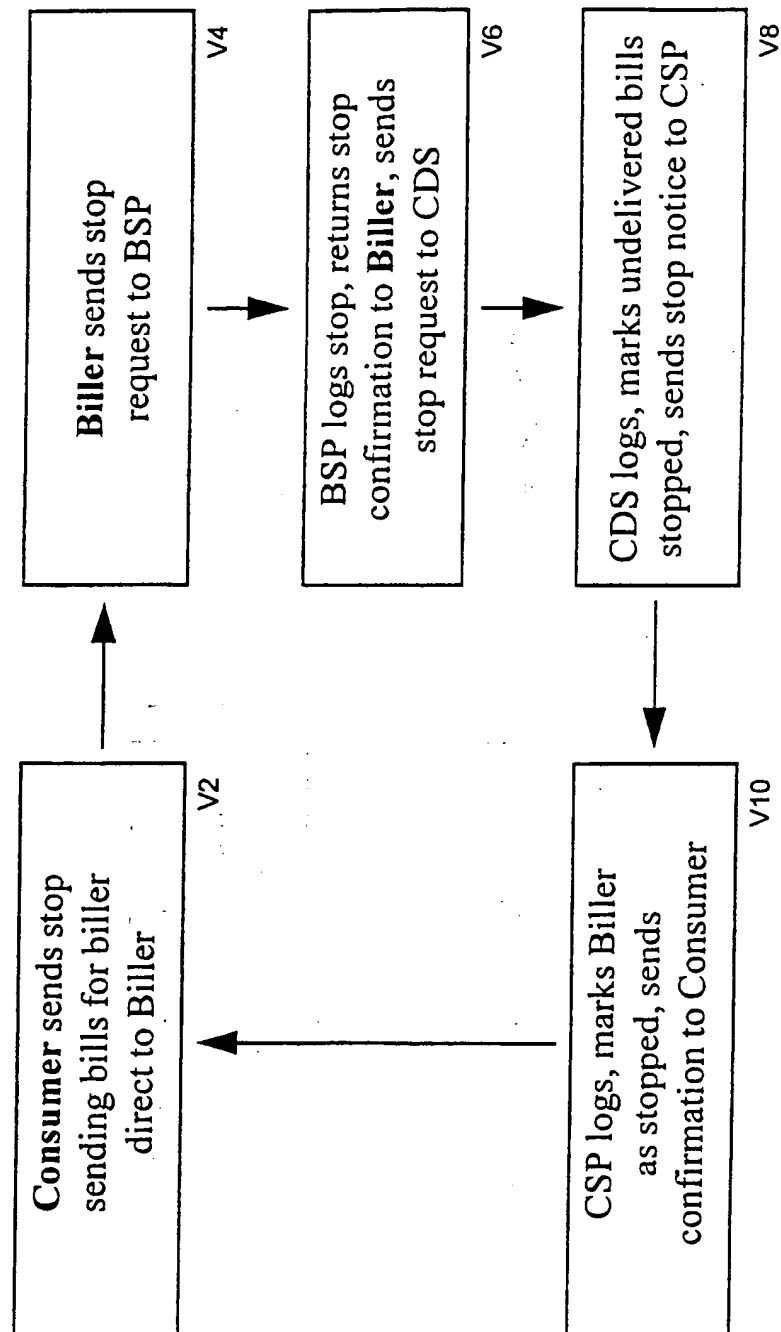 Consumer sends stop
sending bills for biller
direct to Biller
V2
Biller sends stop
request to BSP
V4
BSP logs stop, returns stop
confirmation to Biller, sends
stop request to CDS
V6
CDS logs, marks undelivered bills
stopped, sends stop notice to CSP
V8
CSP logs, marks Biller
as stopped, sends
confirmation to Consumer
V10